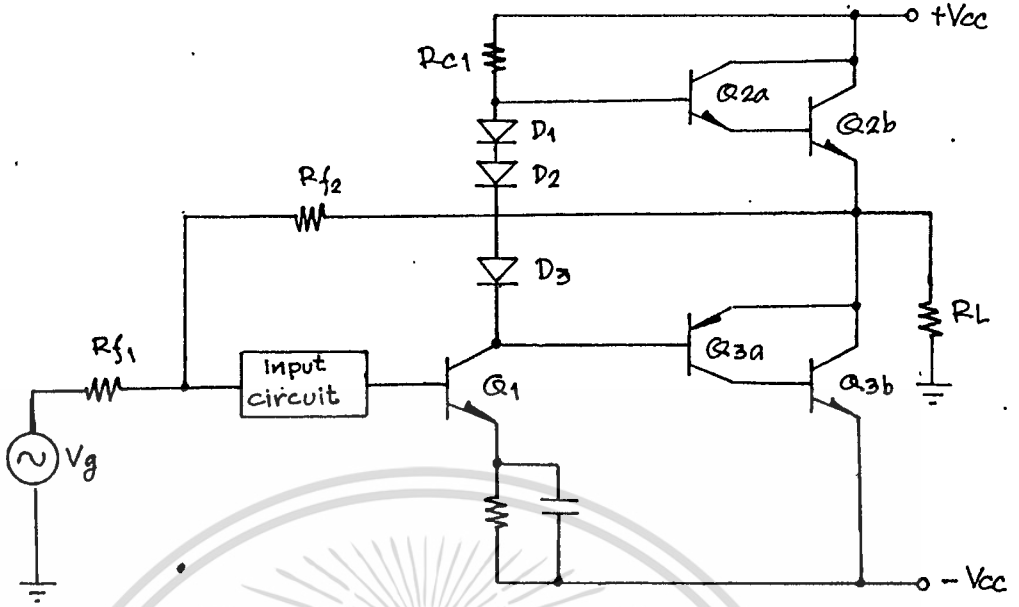 +Vcc
Rc1
Q2a
Q2b
D1
D2
Rf2
D3
RL
Rf1
Input
circuit
Q1
Q3a
Q3b
Vg
- Vcc